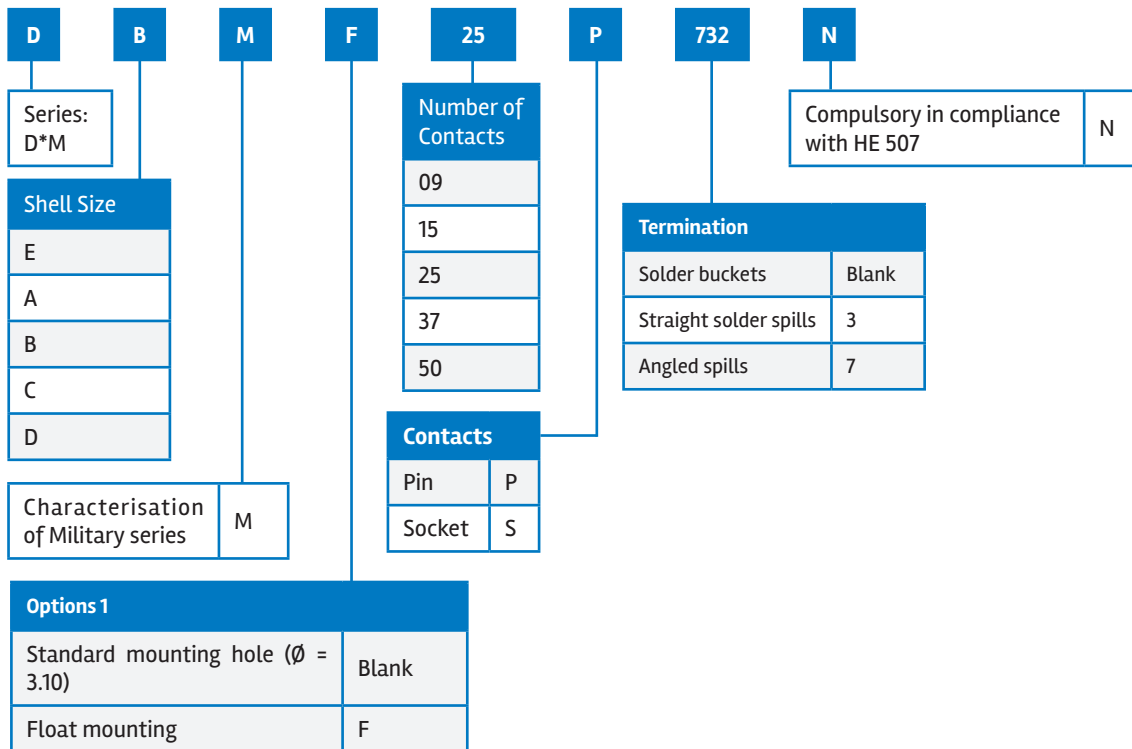 D B M F 25 P 732 N
Series:
D*M
Shell Size
E
A
B
C
D
Characterisation
of Military series M
Options 1
Standard mounting hole (Ø =
3.10) Blank
Float mounting F
Number of
Contacts
09
15
25
37
50
Contacts
Pin P
Socket S
Termination
Solder buckets Blank
Straight solder spills 3
Angled spills 7
Compulsory in compliance
with HE 507 N